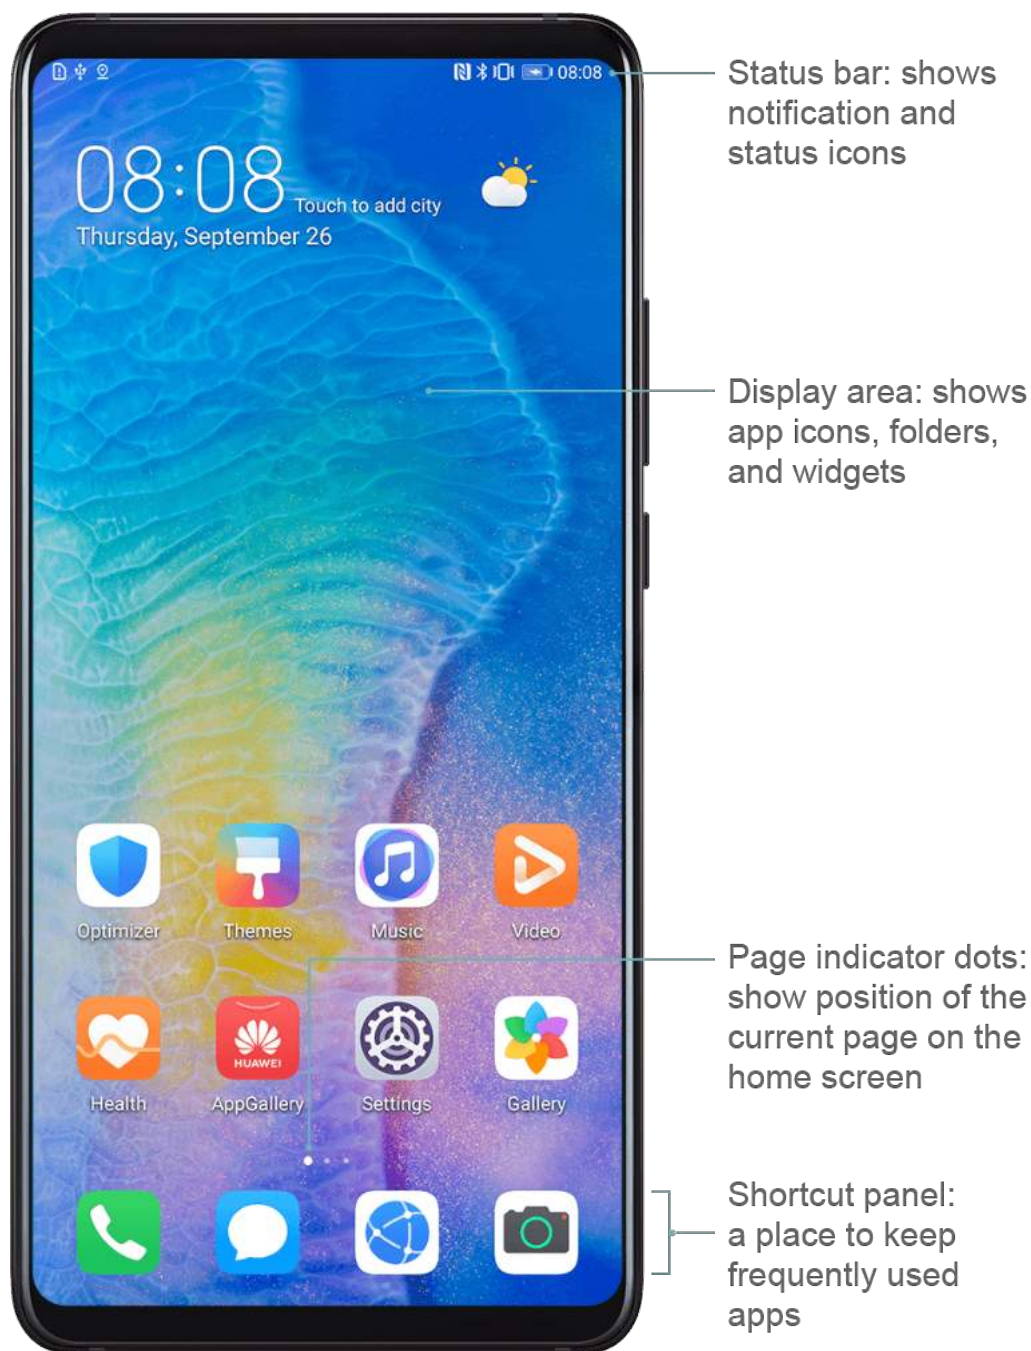 08:08
Status bar: shows
notification and
status icons
08:08 Touch to add city
Thursday, September 26
Display area: shows
app icons, folders,
and widgets
Optimizer Themes Music Video
Page indicator dots:
show position of the
current page on the
home screen
HUAWEI
Health AppGallery Settings Gallery
Shortcut panel:
a place to keep
frequently used
apps